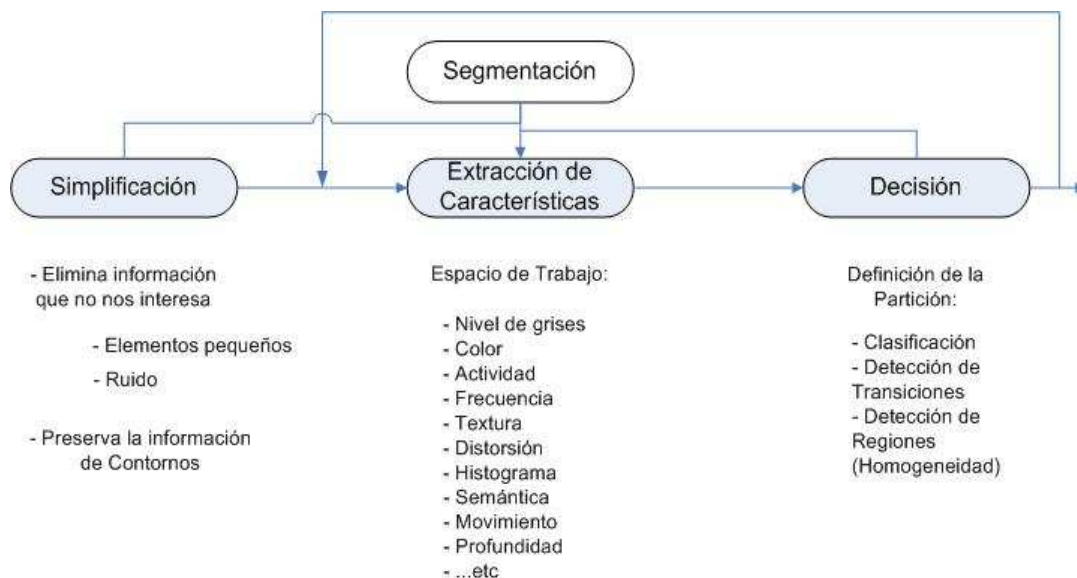 Segmentación
Simplificación
Extracción de
Características
Decisión
- Elimina información
que no nos interesa
- Elementos pequeños
- Ruido
- Preserva la información
de Contornos
Espacio de Trabajo:
- Nivel de grises
- Color
- Actividad
- Frecuencia
- Textura
- Distorsión
- Histograma
- Semántica
- Movimiento
- Profundidad
- ...etc
Definición de la
Partición:
- Clasificación
- Detección de
Transiciones
- Detección de
Regiones
(Homogeneidad)